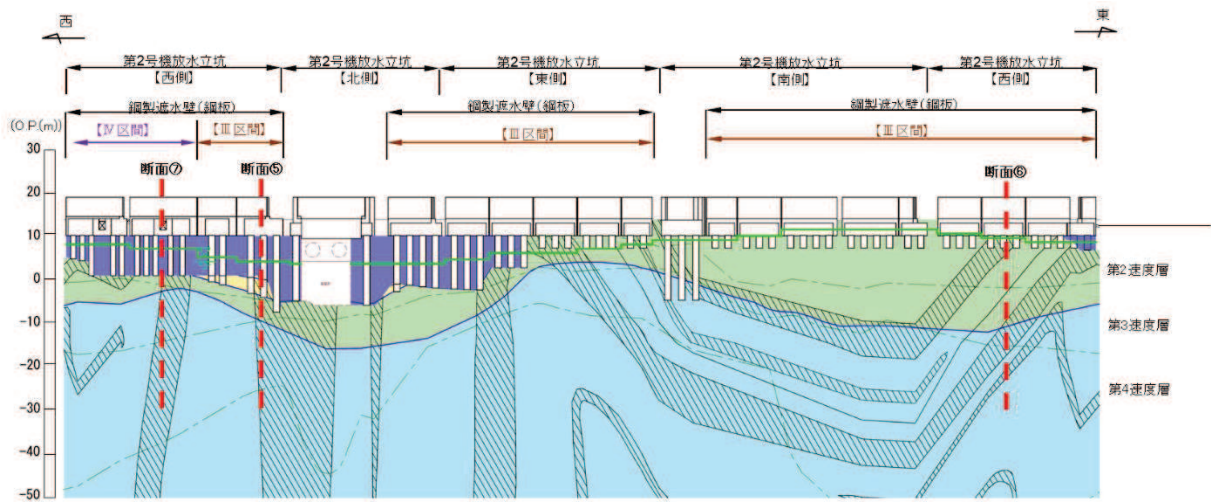 西
東
第2号機放水立坑
【西側】
第2号機放水立坑
【北側】
第2号機放水立坑
【東側】
第2号機放水立坑
【南側】
第2号機放水立坑
【西側】
鋼製遮水壁(鋼板)
鋼製遮水壁(鋼板)
鋼製遮水壁(鋼板)
(O.P.(m))
【Ⅳ区間】
【Ⅲ区間】
【Ⅲ区間】
【Ⅲ区間】
断面⑦
断面⑤
断面⑥
30
20
10
0
-10
-20
-30
-40
-50
第2速度層
第3速度層
第4速度層